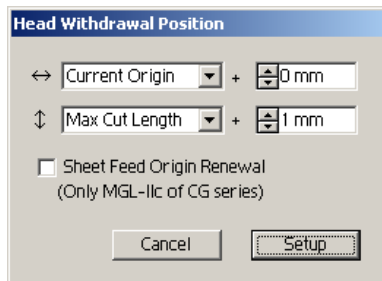 Head Withdrawal Position
↔ Current Origin + 0 mm
↕ Max Cut Length + 1 mm
Sheet Feed Origin Renewal
(Only MGL-IIc of CG series)
Cancel Setup